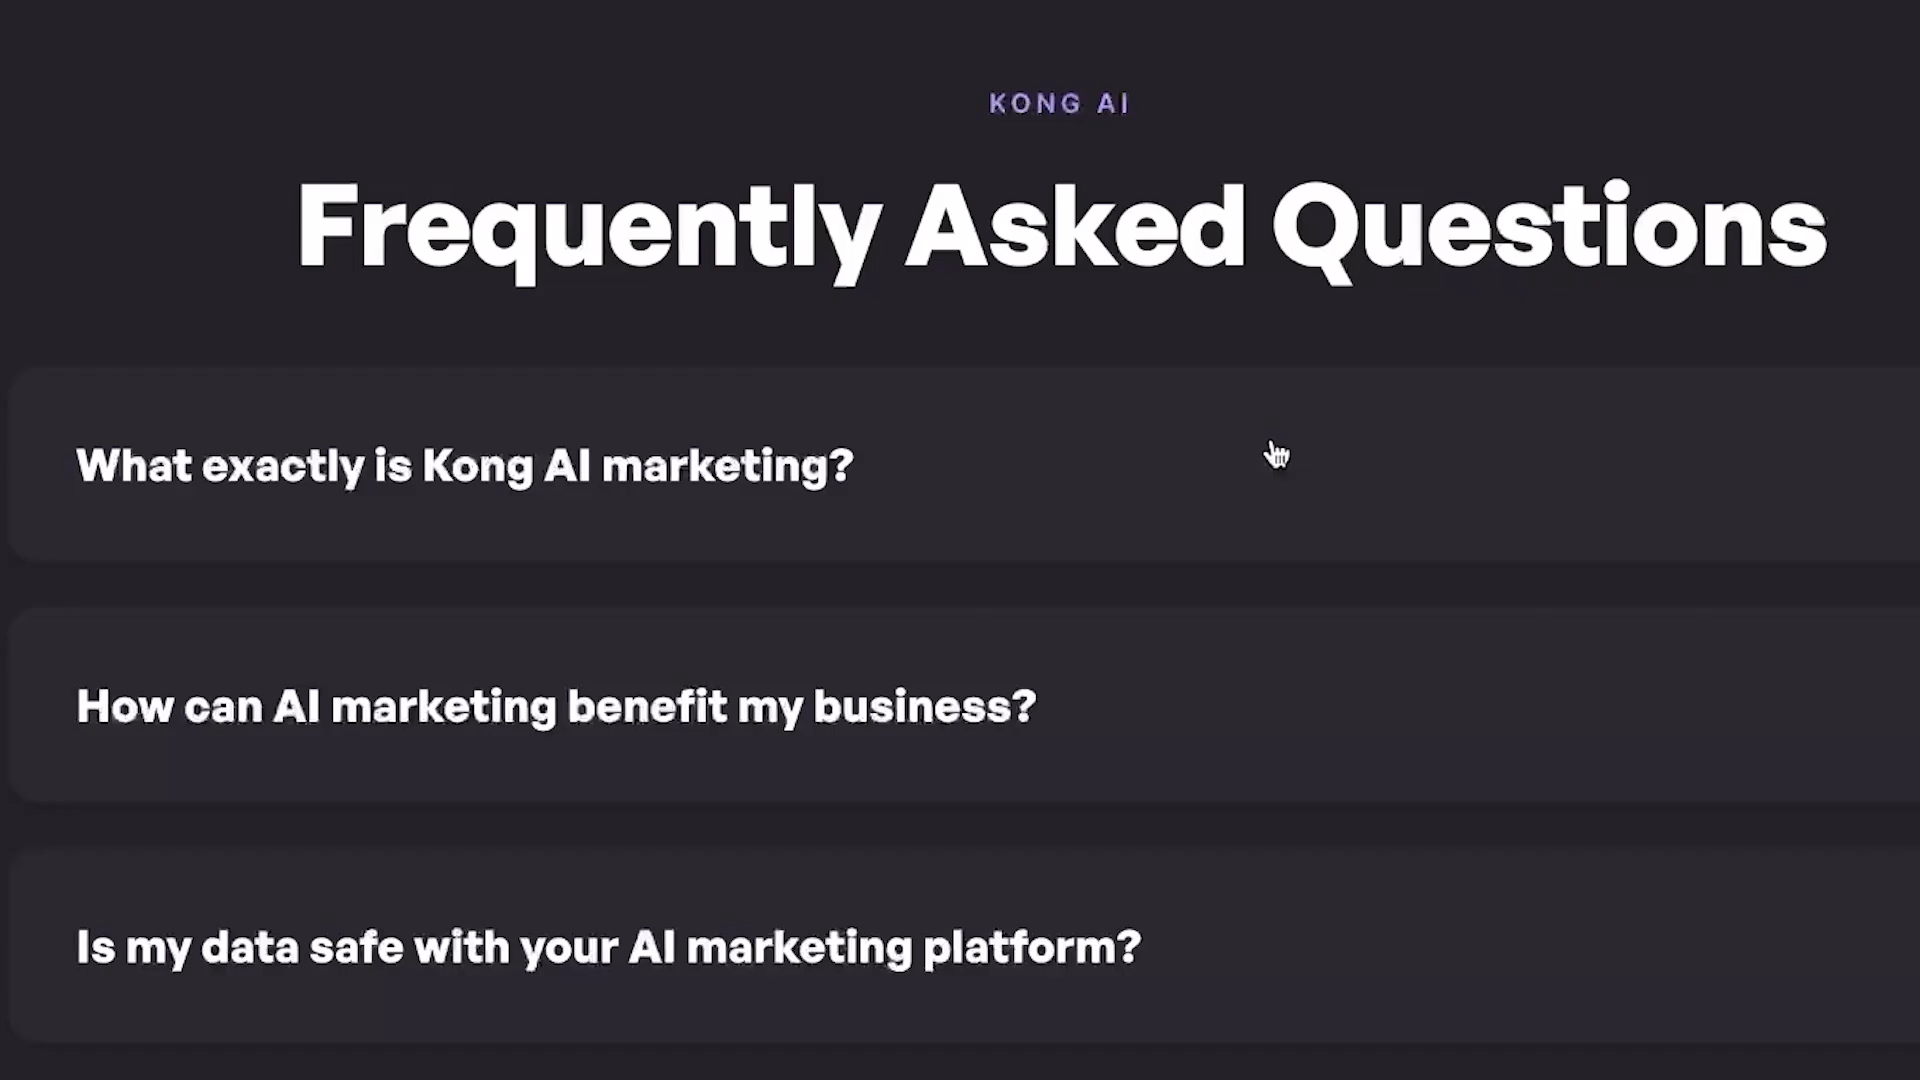 KONG AI
Frequently Asked Questions
What exactly is Kong AI marketing?
How can AI marketing benefit my business?
Is my data safe with your AI marketing platform?